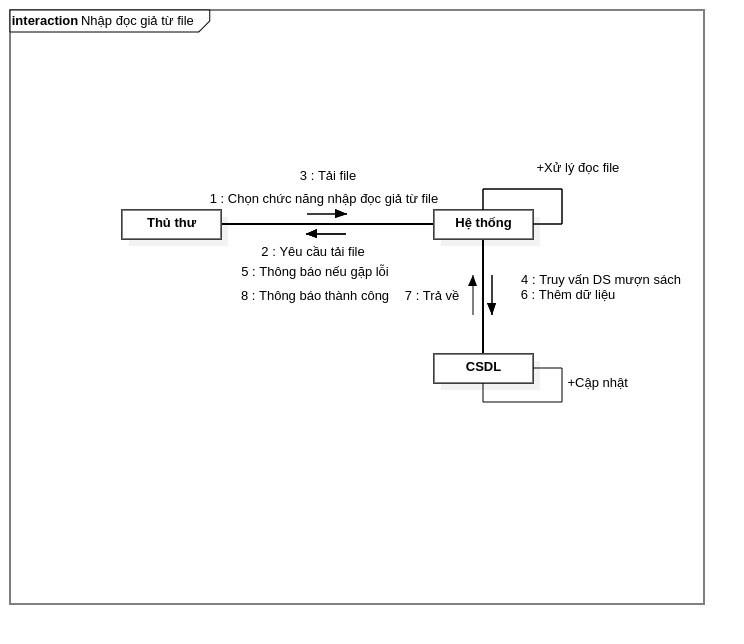 interaction Nhập đọc giả từ file
+Xử lý đọc file
3 : Tải file
1 : Chọn chức năng nhập đọc giả từ file
Thủ thư
Hệ thống
2 : Yêu cầu tải file
5 : Thông báo nếu gặp lỗi
8 : Thông báo thành công
7 : Trả về
4 : Truy vấn DS mượn sách
6 : Thêm dữ liệu
CSDL
+Cập nhật